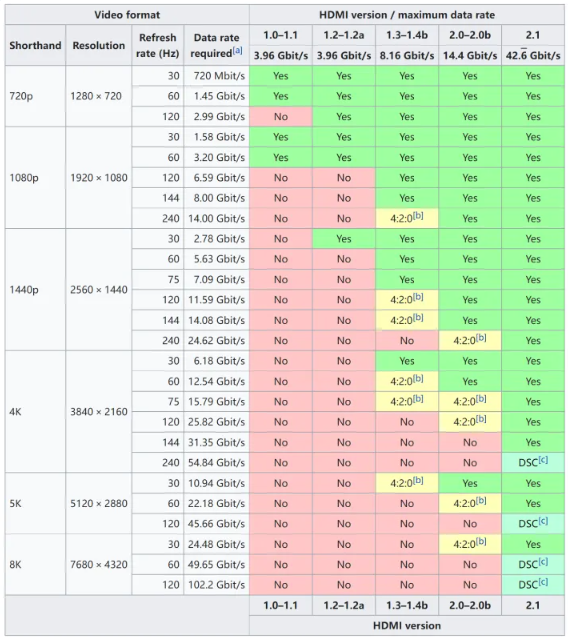 Video format HDMI version / maximum data rate
Shorthand Resolution Refresh rate (Hz) Data rate required[a] 1.0–1.1 1.2–1.2a 1.3–1.4b 2.0–2.0b 2.1
3.96 Gbit/s 3.96 Gbit/s 8.16 Gbit/s 14.4 Gbit/s 42.6̅ Gbit/s
720p 1280 × 720 30 720 Mbit/s Yes Yes Yes Yes Yes
60 1.45 Gbit/s Yes Yes Yes Yes Yes
120 2.99 Gbit/s No Yes Yes Yes Yes
1080p 1920 × 1080 30 1.58 Gbit/s Yes Yes Yes Yes Yes
60 3.20 Gbit/s Yes Yes Yes Yes Yes
120 6.59 Gbit/s No No Yes Yes Yes
144 8.00 Gbit/s No No Yes Yes Yes
240 14.00 Gbit/s No No 4:2:0[b] Yes Yes
1440p 2560 × 1440 30 2.78 Gbit/s No Yes Yes Yes Yes
60 5.63 Gbit/s No No Yes Yes Yes
75 7.09 Gbit/s No No Yes Yes Yes
120 11.59 Gbit/s No No 4:2:0[b] Yes Yes
144 14.08 Gbit/s No No 4:2:0[b] Yes Yes
240 24.62 Gbit/s No No No 4:2:0[b] Yes
4K 3840 × 2160 30 6.18 Gbit/s No No Yes Yes Yes
60 12.54 Gbit/s No No 4:2:0[b] Yes Yes
75 15.79 Gbit/s No No 4:2:0[b] 4:2:0[b] Yes
120 25.82 Gbit/s No No No 4:2:0[b] Yes
144 31.35 Gbit/s No No No No Yes
240 54.84 Gbit/s No No No No DSC[c]
5K 5120 × 2880 30 10.94 Gbit/s No No 4:2:0[b] Yes Yes
60 22.18 Gbit/s No No No 4:2:0[b] Yes
120 45.66 Gbit/s No No No No DSC[c]
8K 7680 × 4320 30 24.48 Gbit/s No No No 4:2:0[b] Yes
60 49.65 Gbit/s No No No No DSC[c]
120 102.2 Gbit/s No No No No DSC[c]
1.0–1.1 1.2–1.2a 1.3–1.4b 2.0–2.0b 2.1
HDMI version